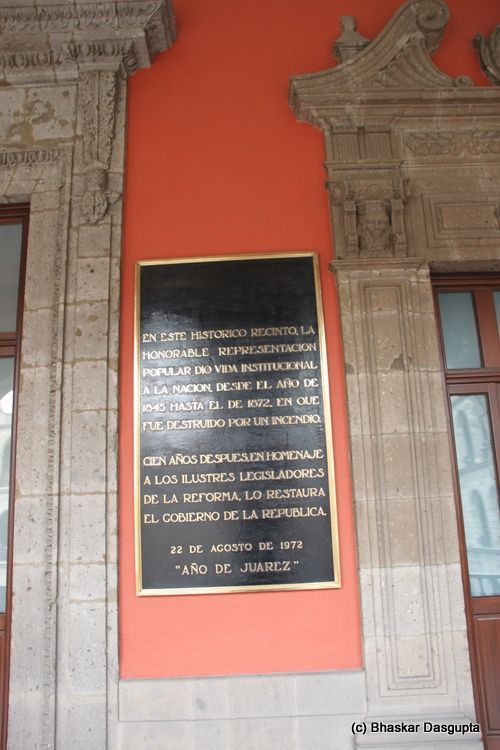 EN ESTE HISTORICO RECINTO, LA
HONORABLE REPRESENTACION
POPULAR DIO VIDA INSTITUCIONAL
A LA NACION, DESDE EL AÑO DE
1845 HASTA EL DE 1872, EN QUE
FUE DESTRUIDO POR UN INCENDIO.
CIEN AÑOS DESPUES, EN HOMENAJE
A LOS ILUSTRES LEGISLADORES
DE LA REFORMA, LO RESTAURA
EL GOBIERNO DE LA REPUBLICA.
22 DE AGOSTO DE 1972
"AÑO DE JUAREZ"
(c) Bhaskar Dasgupta